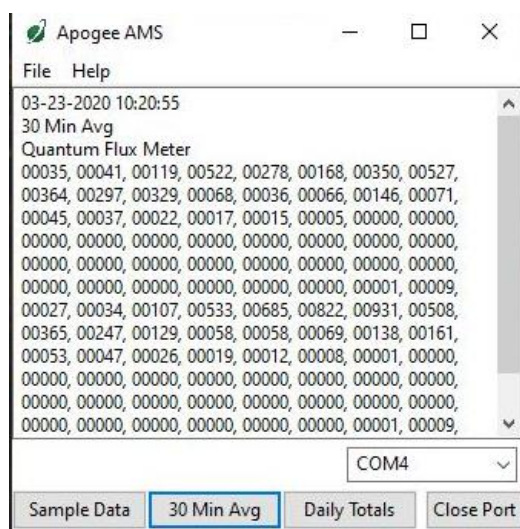 Apogee AMS
File Help
03-23-2020 10:20:55
30 Min Avg
Quantum Flux Meter
00035, 00041, 00119, 00522, 00278, 00168, 00350, 00527,
00364, 00297, 00329, 00068, 00036, 00066, 00146, 00071,
00045, 00037, 00022, 00017, 00015, 00005, 00000, 00000,
00000, 00000, 00000, 00000, 00000, 00000, 00000, 00000,
00000, 00000, 00000, 00000, 00000, 00000, 00000, 00000,
00000, 00000, 00000, 00000, 00000, 00000, 00001, 00009,
00027, 00034, 00107, 00533, 00685, 00822, 00931, 00508,
00365, 00247, 00129, 00058, 00058, 00069, 00138, 00161,
00053, 00047, 00026, 00019, 00012, 00008, 00001, 00000,
00000, 00000, 00000, 00000, 00000, 00000, 00000, 00000,
00000, 00000, 00000, 00000, 00000, 00000, 00000, 00000,
00000, 00000, 00000, 00000, 00000, 00000, 00001, 00009,
COM4
Sample Data 30 Min Avg Daily Totals Close Port